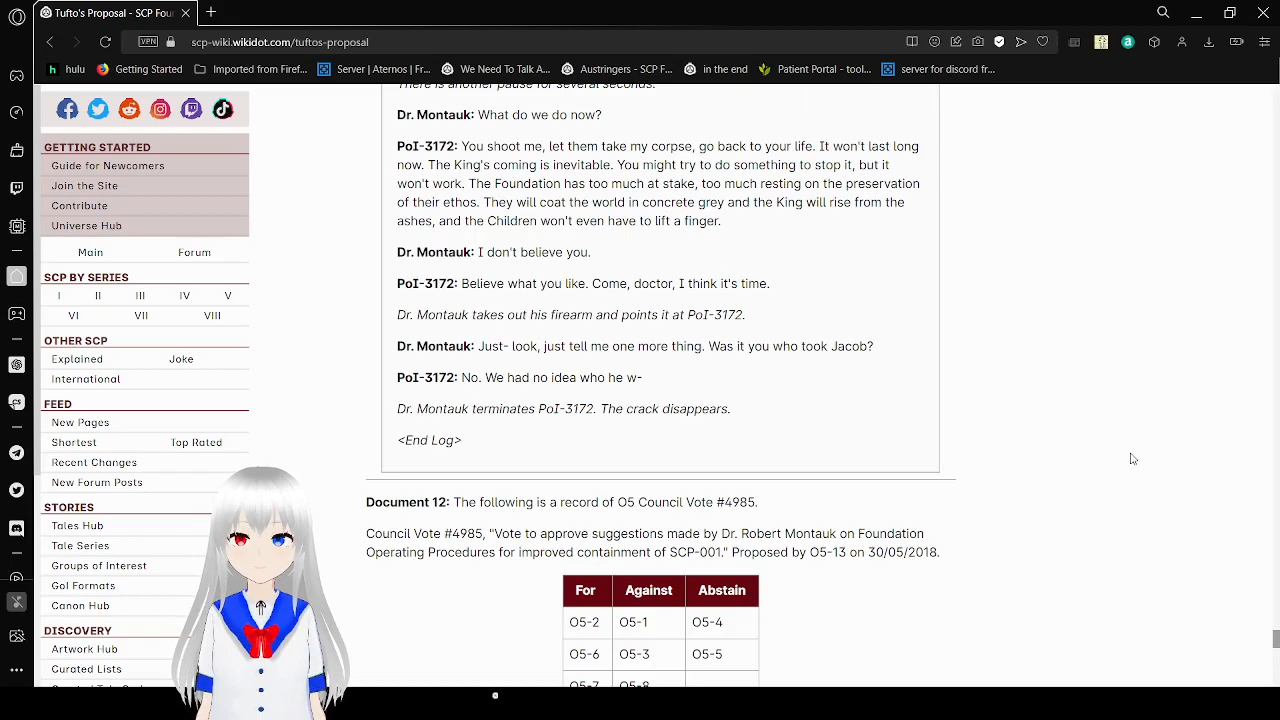 Tufto's Proposal - SCP Fou
VPN
scp-wiki.wikidot.com/tuftos-proposal
hulu
Getting Started
Imported from Firef...
Server | Aternos | Fr...
We Need To Talk A...
Austringers - SCP F...
in the end
Patient Portal - tool...
server for discord fr...
GETTING STARTED
Guide for Newcomers
Join the Site
Contribute
Universe Hub
Main Forum
SCP BY SERIES
I II III IV V
VI VII VIII
OTHER SCP
Explained Joke
International
FEED
New Pages
Shortest Top Rated
Recent Changes
New Forum Posts
STORIES
Tales Hub
Tale Series
Groups of Interest
GoI Formats
Canon Hub
DISCOVERY
Artwork Hub
Curated Lists
There is another pause for several seconds.
Dr. Montauk: What do we do now?
PoI-3172: You shoot me, let them take my corpse, go back to your life. It won't last long
now. The King's coming is inevitable. You might try to do something to stop it, but it
won't work. The Foundation has too much at stake, too much resting on the preservation
of their ethos. They will coat the world in concrete grey and the King will rise from the
ashes, and the Children won't even have to lift a finger.
Dr. Montauk: I don't believe you.
PoI-3172: Believe what you like. Come, doctor, I think it's time.
Dr. Montauk takes out his firearm and points it at PoI-3172.
Dr. Montauk: Just- look, just tell me one more thing. Was it you who took Jacob?
PoI-3172: No. We had no idea who he w-
Dr. Montauk terminates PoI-3172. The crack disappears.
<End Log>
Document 12: The following is a record of O5 Council Vote #4985.
Council Vote #4985, "Vote to approve suggestions made by Dr. Robert Montauk on Foundation
Operating Procedures for improved containment of SCP-001." Proposed by O5-13 on 30/05/2018.
For Against Abstain
O5-2 O5-1 O5-4
O5-6 O5-3 O5-5
O5-7 O5-8